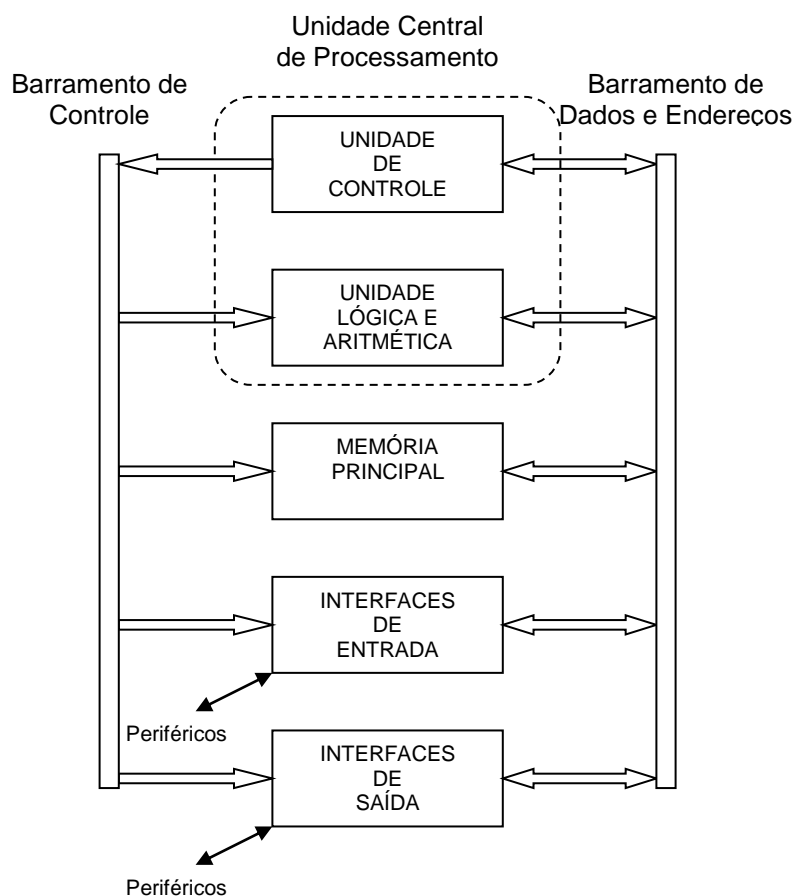 Unidade Central
de Processamento
Barramento de
Controle
Barramento de
Dados e Endereços
UNIDADE
DE
CONTROLE
UNIDADE
LÓGICA E
ARITMÉTICA
MEMÓRIA
PRINCIPAL
INTERFACES
DE
ENTRADA
Periféricos
INTERFACES
DE
SAÍDA
Periféricos